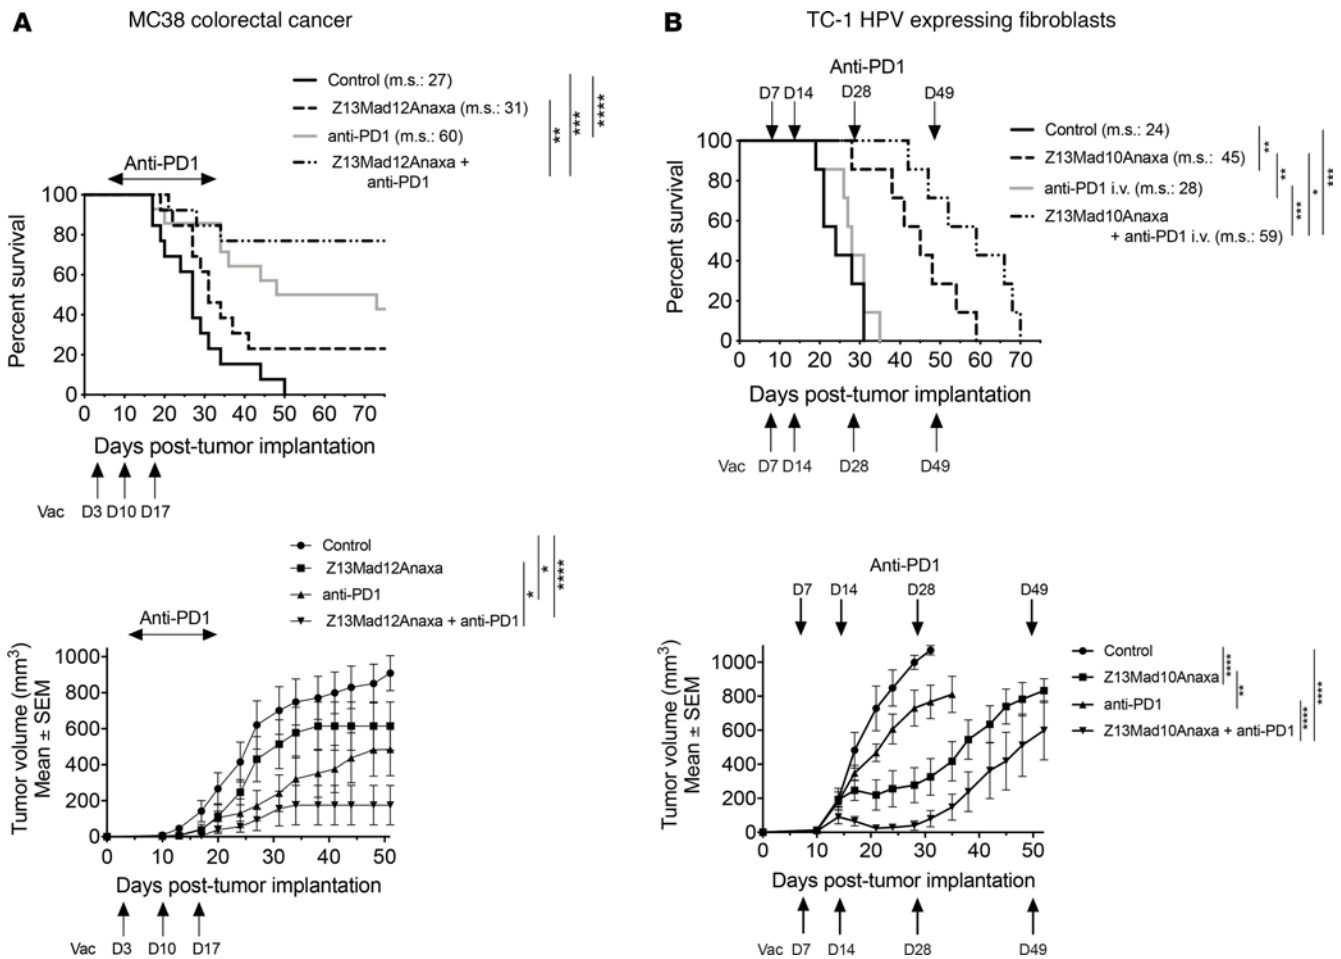 A
MC38 colorectal cancer
Control (m.s.: 27)
Z13Mad12Anaxa (m.s.: 31)
anti-PD1 (m.s.: 60)
Z13Mad12Anaxa +
anti-PD1
**
***
****
Anti-PD1
Percent survival
100
80
60
40
20
0
0 10 20 30 40 50 60 70
Days post-tumor implantation
Vac D3 D10 D17
Control
Z13Mad12Anaxa
anti-PD1
Z13Mad12Anaxa + anti-PD1
*
*
****
Anti-PD1
Tumor volume (mm³)
Mean ± SEM
1000
800
600
400
200
0
0 10 20 30 40 50
Days post-tumor implantation
Vac D3 D10 D17
B
TC-1 HPV expressing fibroblasts
Anti-PD1
D7 D14 D28 D49
Control (m.s.: 24)
Z13Mad10Anaxa (m.s.: 45)
anti-PD1 i.v. (m.s.: 28)
Z13Mad10Anaxa
+ anti-PD1 i.v. (m.s.: 59)
**
**
***
*
***
Percent survival
100
80
60
40
20
0
0 10 20 30 40 50 60 70
Days post-tumor implantation
Vac D7 D14 D28 D49
Anti-PD1
D7 D14 D28 D49
Control
Z13Mad10Anaxa
anti-PD1
Z13Mad10Anaxa + anti-PD1
****
**
****
****
Tumor volume (mm³)
Mean ± SEM
1000
800
600
400
200
0
0 10 20 30 40 50
Days post-tumor implantation
Vac D7 D14 D28 D49